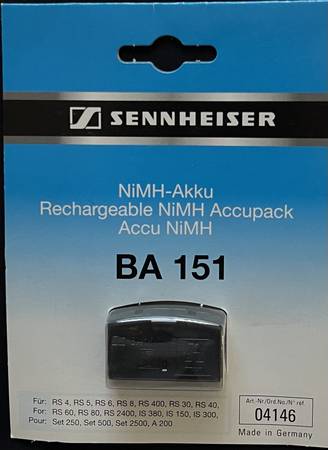 SENNHEISER
NiMH-Akku
Rechargeable NiMH Accupack
Accu NiMH
BA 151
Für: RS 4, RS 5, RS 6, RS 8, RS 400, RS 30, RS 40,
For: RS 60, RS 80, RS 2400, IS 380, IS 150, IS 300,
Pour: Set 250, Set 500, Set 2500, A 200
Art.-Nr/Ord.No./N° réf.
04146
Made in Germany